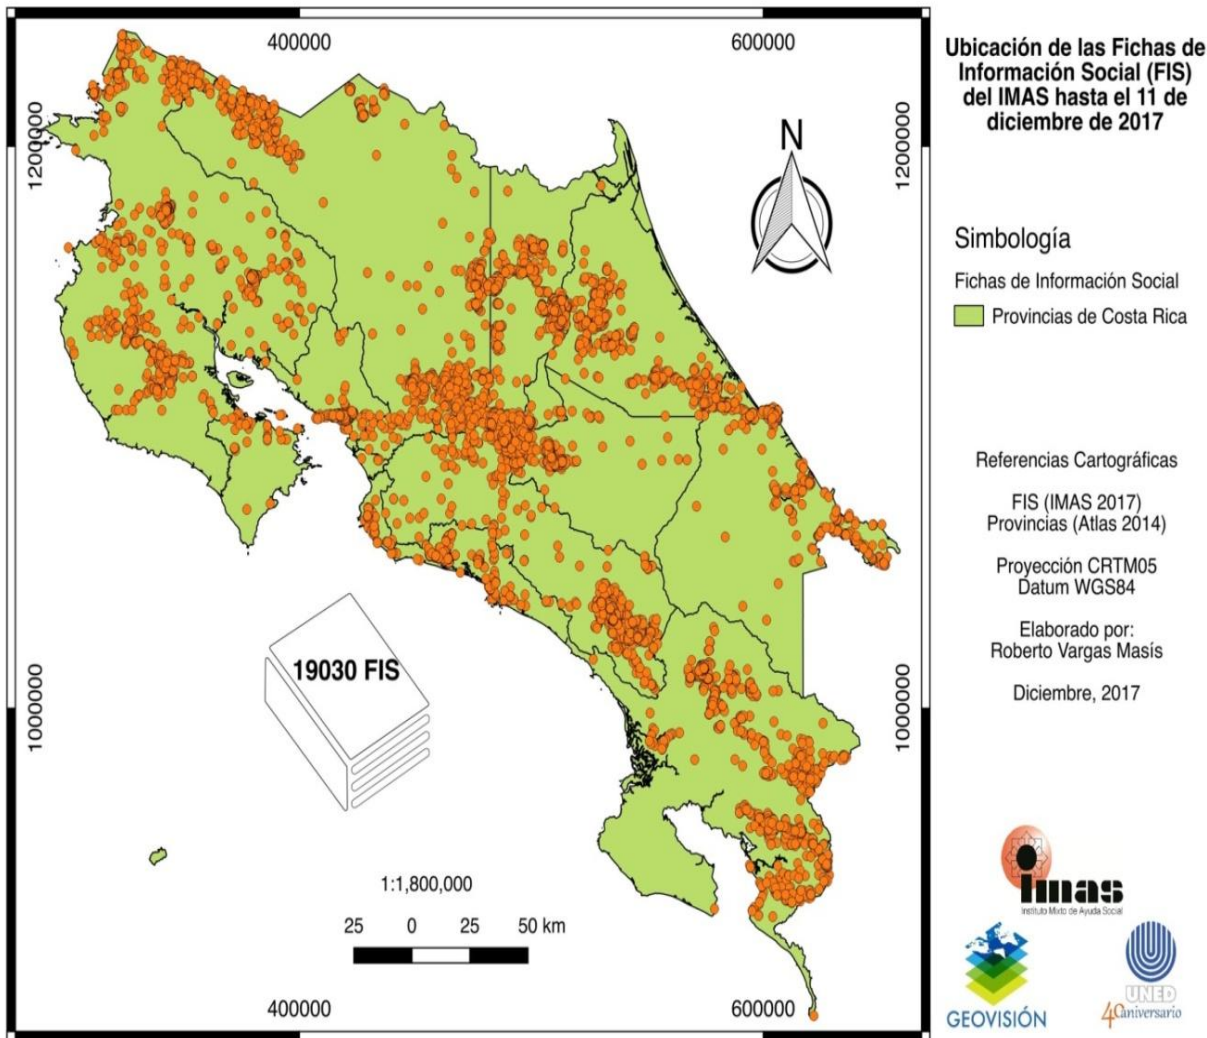 400000
600000
1200000
1200000
Ubicación de las Fichas de
Información Social (FIS)
del IMAS hasta el 11 de
diciembre de 2017
N
Simbología
Fichas de Información Social
Provincias de Costa Rica
Referencias Cartográficas
FIS (IMAS 2017)
Provincias (Atlas 2014)
Proyección CRTM05
Datum WGS84
Elaborado por:
Roberto Vargas Masís
Diciembre, 2017
19030 FIS
1000000
1000000
1:1,800,000
25 0 25 50 km
400000
600000
imas
Instituto Mixto de Ayuda Social
GEOVISIÓN
UNED
40aniversario